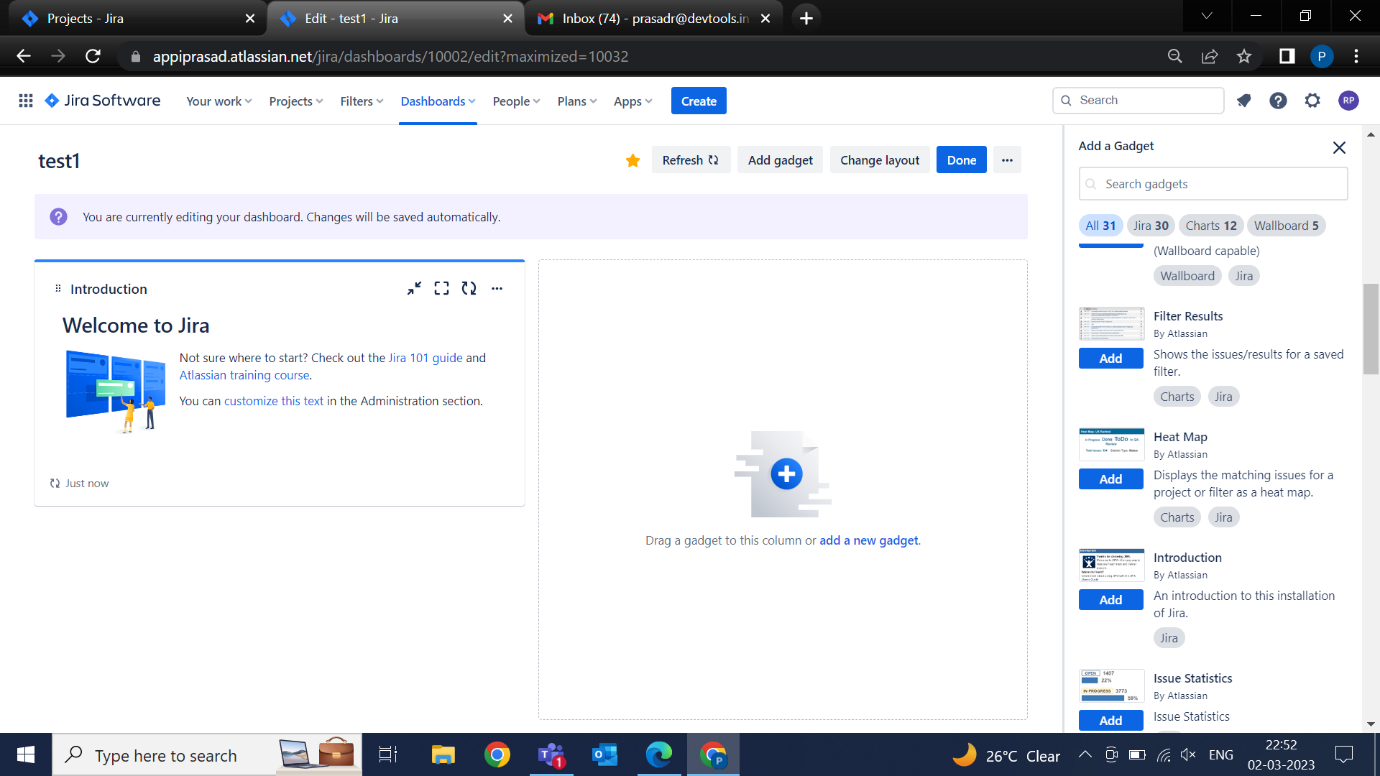 Projects - Jira
Edit - test1 - Jira
Inbox (74) - prasadr@devtools.in
appiprasad.atlassian.net/jira/dashboards/10002/edit?maximized=10032
P
Jira Software
Your work
Projects
Filters
Dashboards
People
Plans
Apps
Create
Search
RP
test1
Refresh
Add gadget
Change layout
Done
You are currently editing your dashboard. Changes will be saved automatically.
Introduction
Welcome to Jira
Not sure where to start? Check out the Jira 101 guide and
Atlassian training course.
You can customize this text in the Administration section.
Just now
Drag a gadget to this column or add a new gadget.
Add a Gadget
Search gadgets
All 31
Jira 30
Charts 12
Wallboard 5
(Wallboard capable)
Wallboard
Jira
Filter Results
By Atlassian
Add
Shows the issues/results for a saved
filter.
Charts
Jira
Heat Map
By Atlassian
Add
Displays the matching issues for a
project or filter as a heat map.
Charts
Jira
Introduction
By Atlassian
Add
An introduction to this installation
of Jira.
Jira
OPEN 1407
22%
IN PROGRESS 3773
59%
Issue Statistics
By Atlassian
Add
Issue Statistics
Type here to search
1
P
26°C Clear
ENG
22:52
02-03-2023